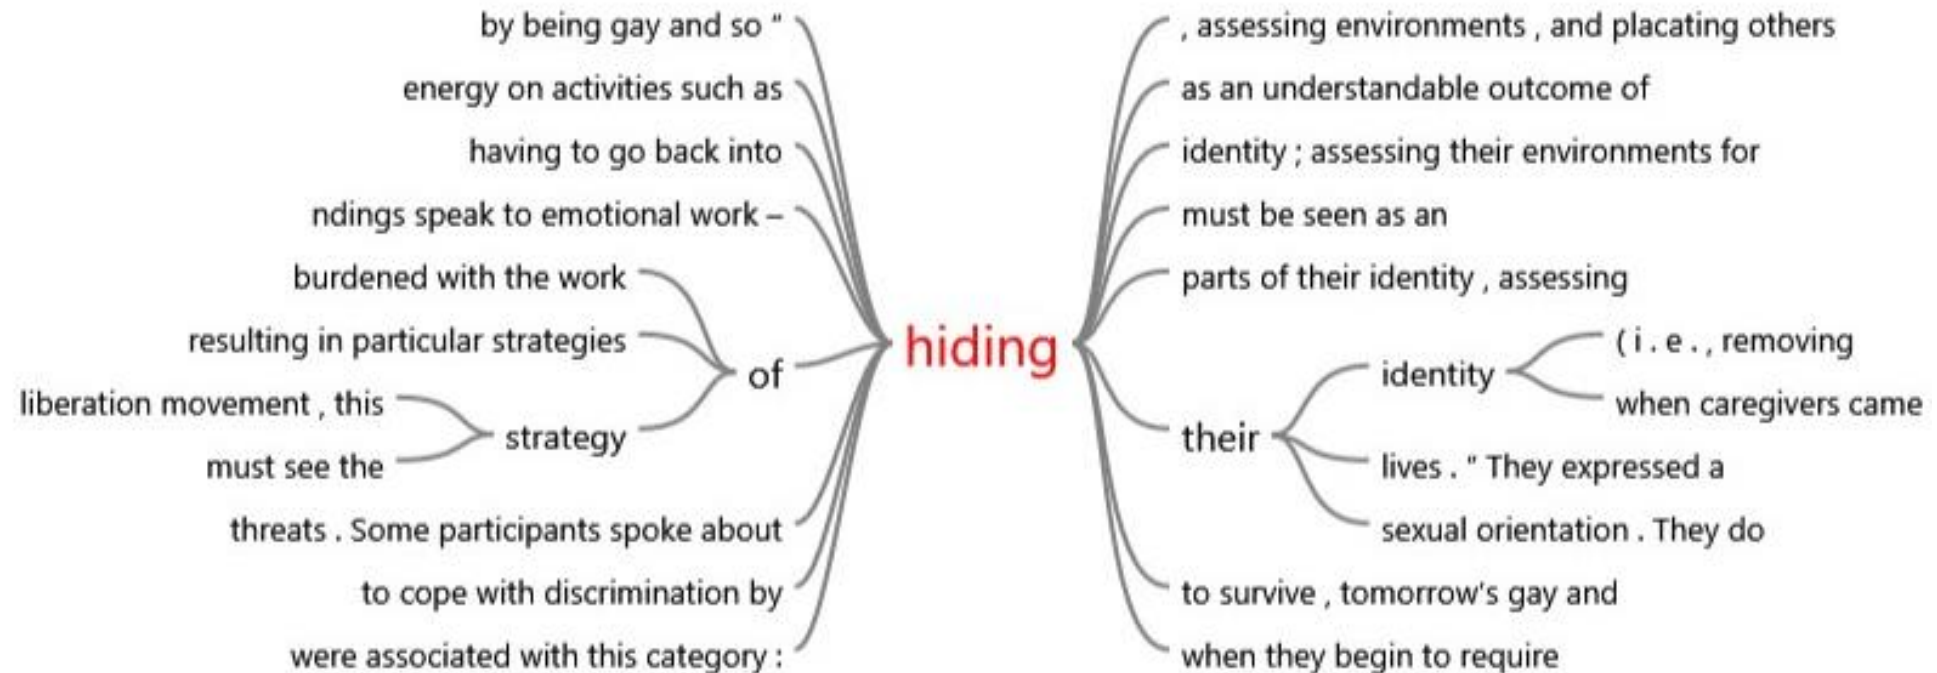 by being gay and so “
energy on activities such as
having to go back into
ndings speak to emotional work –
burdened with the work
resulting in particular strategies
liberation movement , this
must see the
strategy
of
threats . Some participants spoke about
to cope with discrimination by
were associated with this category :
hiding
, assessing environments , and placating others
as an understandable outcome of
identity ; assessing their environments for
must be seen as an
parts of their identity , assessing
their
identity
( i . e . , removing
when caregivers came
lives . ” They expressed a
sexual orientation . They do
to survive , tomorrow's gay and
when they begin to require